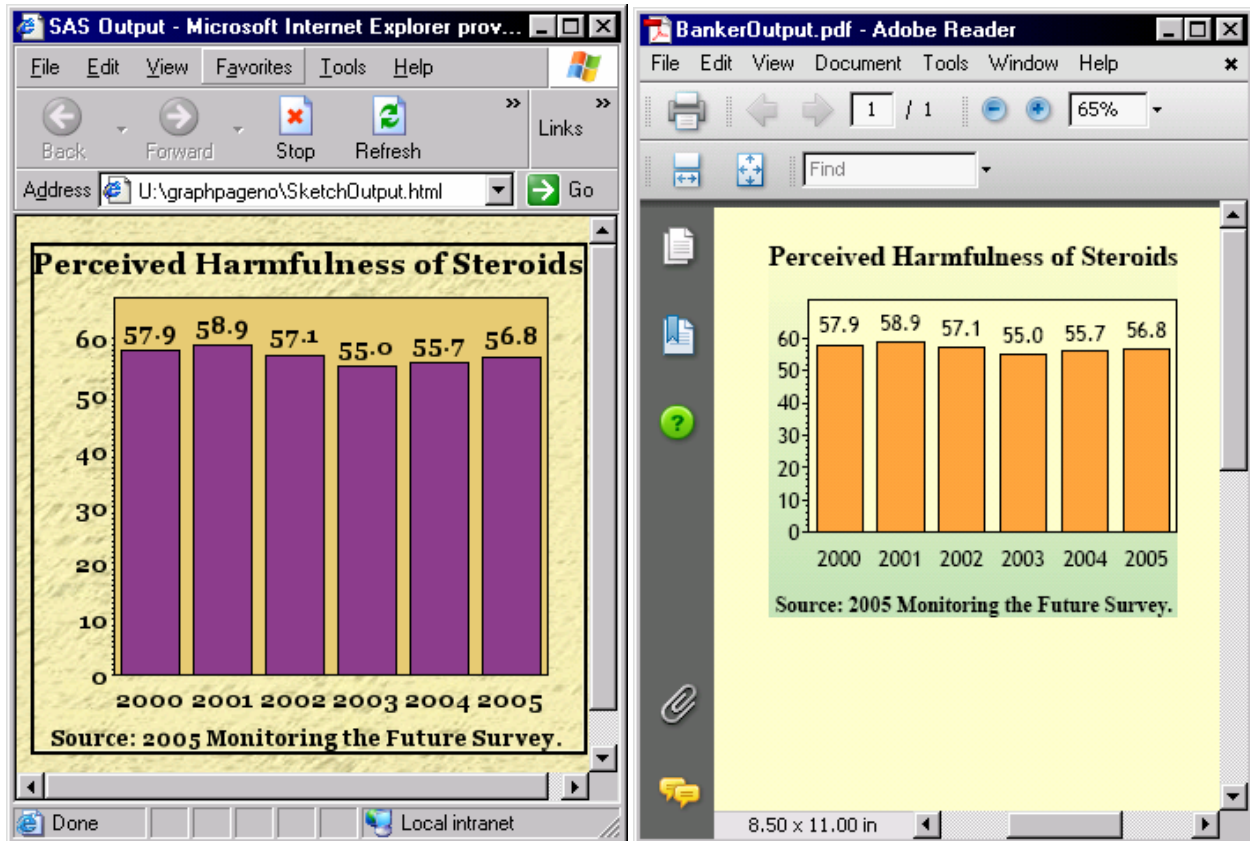 SAS Output - Microsoft Internet Explorer prov...
File Edit View Favorites Tools Help
Back Forward Stop Refresh » Links »
Address U:\graphpageno\SketchOutput.html Go
Perceived Harmfulness of Steroids
57.9 58.9 57.1 55.0 55.7 56.8
60
50
40
30
20
10
0
2000 2001 2002 2003 2004 2005
Source: 2005 Monitoring the Future Survey.
Done Local intranet
BankerOutput.pdf - Adobe Reader
File Edit View Document Tools Window Help
1 / 1 65%
Find
Perceived Harmfulness of Steroids
57.9 58.9 57.1 55.0 55.7 56.8
60
50
40
30
20
10
0
2000 2001 2002 2003 2004 2005
Source: 2005 Monitoring the Future Survey.
8.50 x 11.00 in